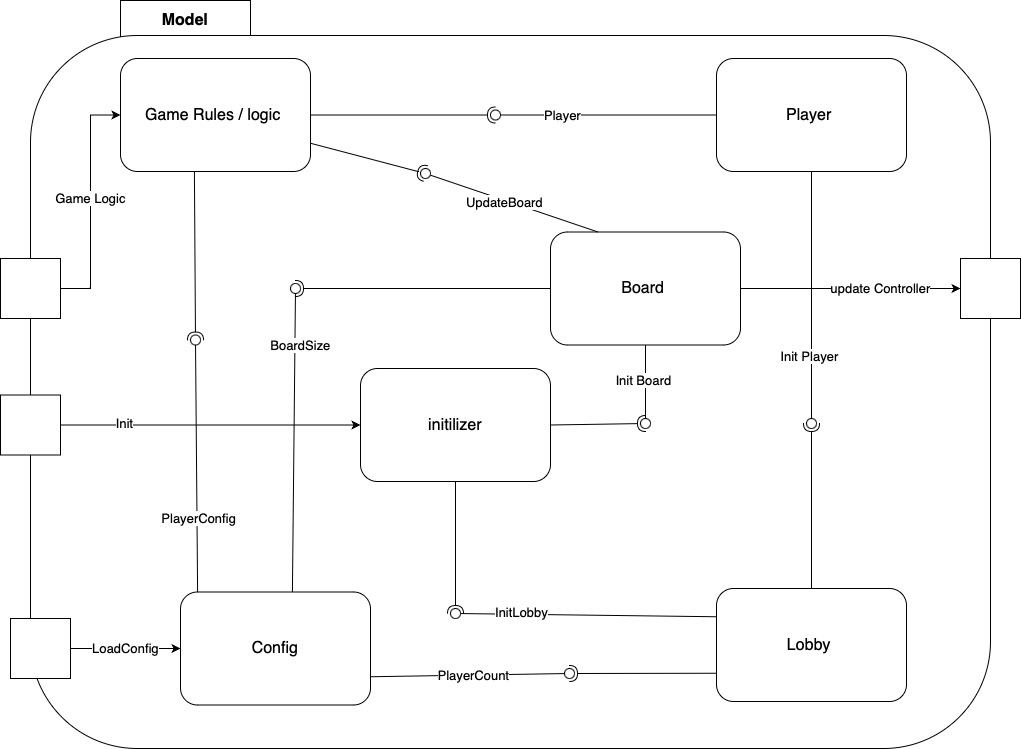 Model
Game Rules / logic
Player
Player
Game Logic
UpdateBoard
Board
update Controller
BoardSize
Init Player
Init Board
Init
initilizer
PlayerConfig
InitLobby
LoadConfig
Config
Lobby
PlayerCount